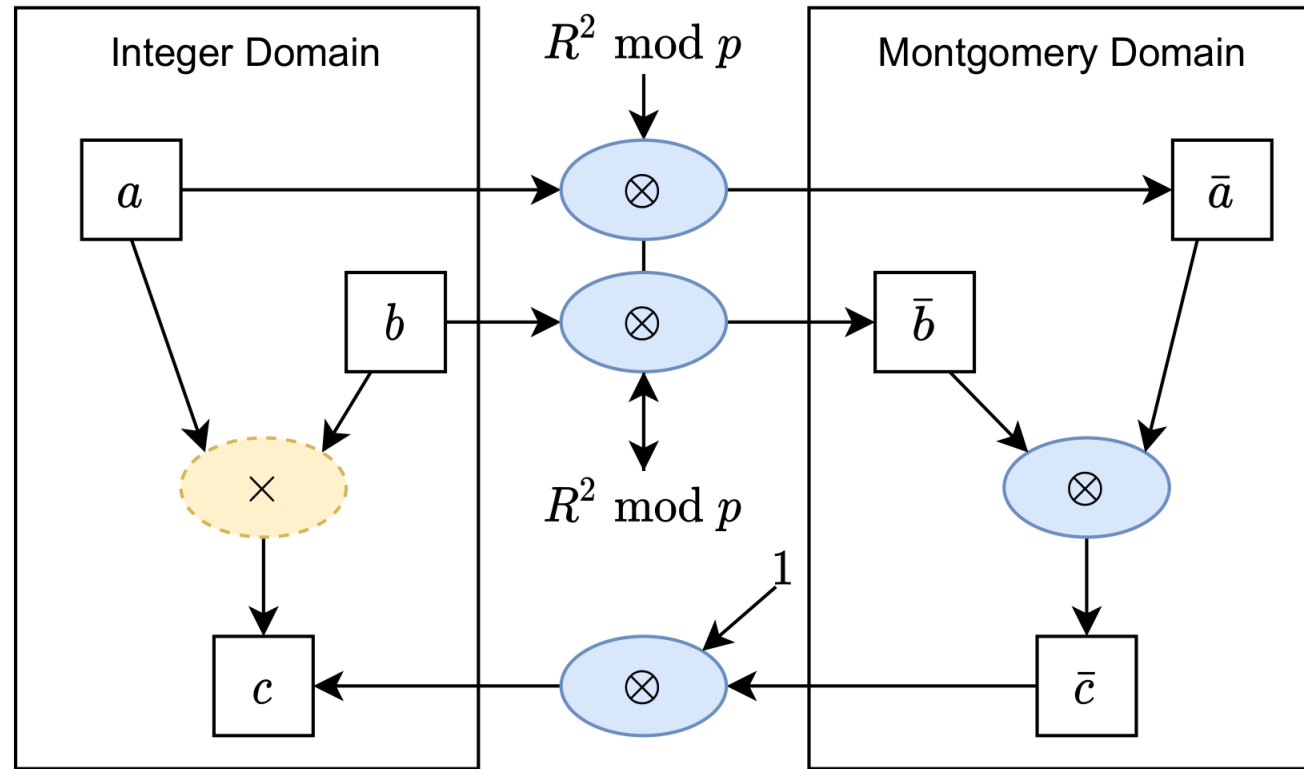 Integer Domain
R² mod p
Montgomery Domain
a
⊗
ā
b
⊗
b̄
×
⊗
R² mod p
1
c
⊗
c̄